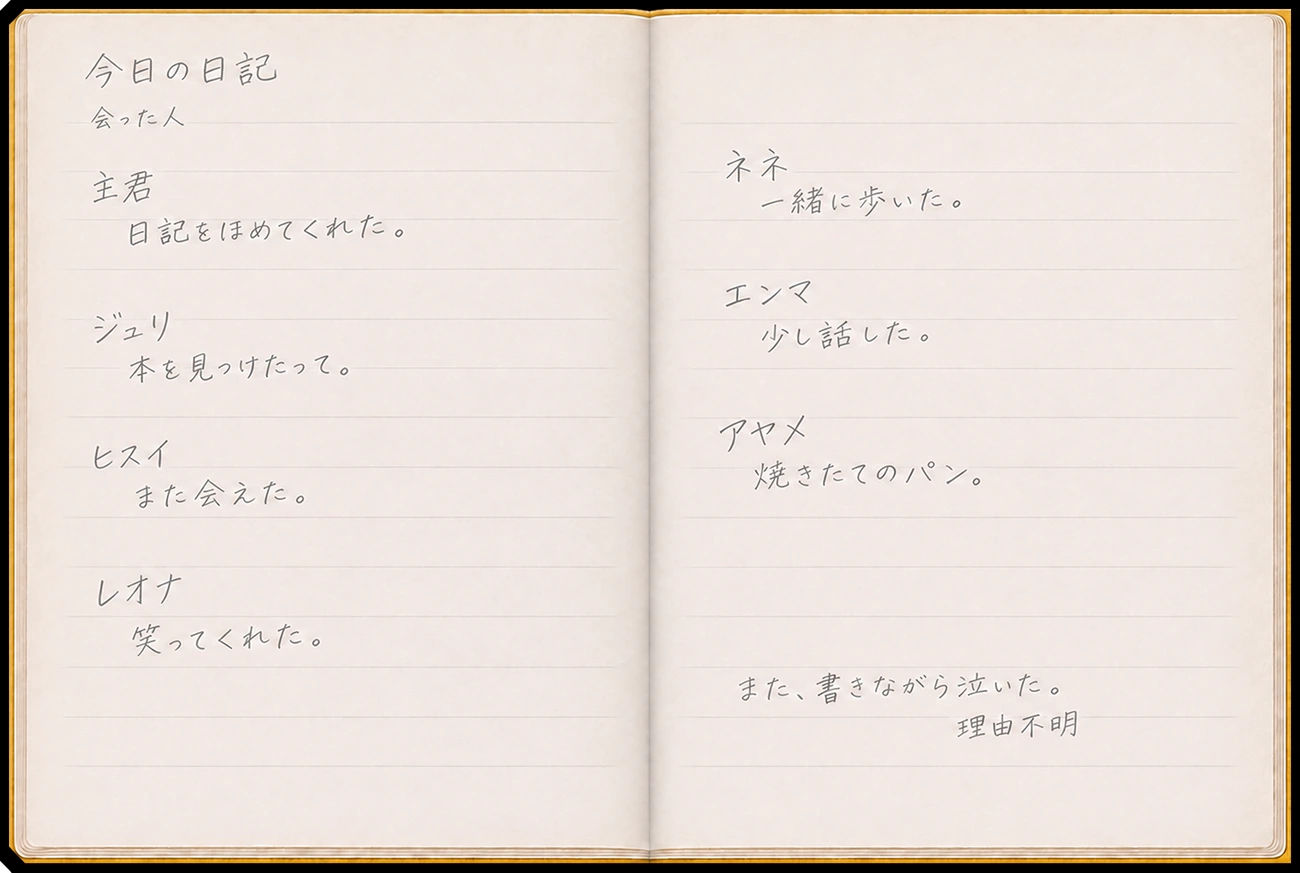 今日の日記
会った人
主君
日記をほめてくれた。
ジュリ
本を見つけたって。
ヒスイ
また会えた。
レオナ
笑ってくれた。
ネネ
一緒に歩いた。
エンマ
少し話した。
アヤメ
焼きたてのパン。
また、書きながら泣いた。
理由不明